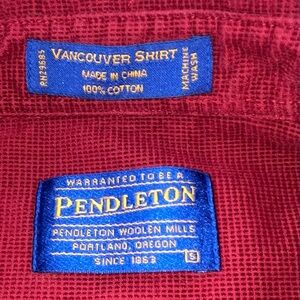 RN29685
VANCOUVER SHIRT
MADE IN CHINA
100% COTTON
MACHINE
WASH
WARRANTED TO BE A
PENDLETON
PENDLETON WOOLEN MILLS
PORTLAND, OREGON
SINCE 1863
S